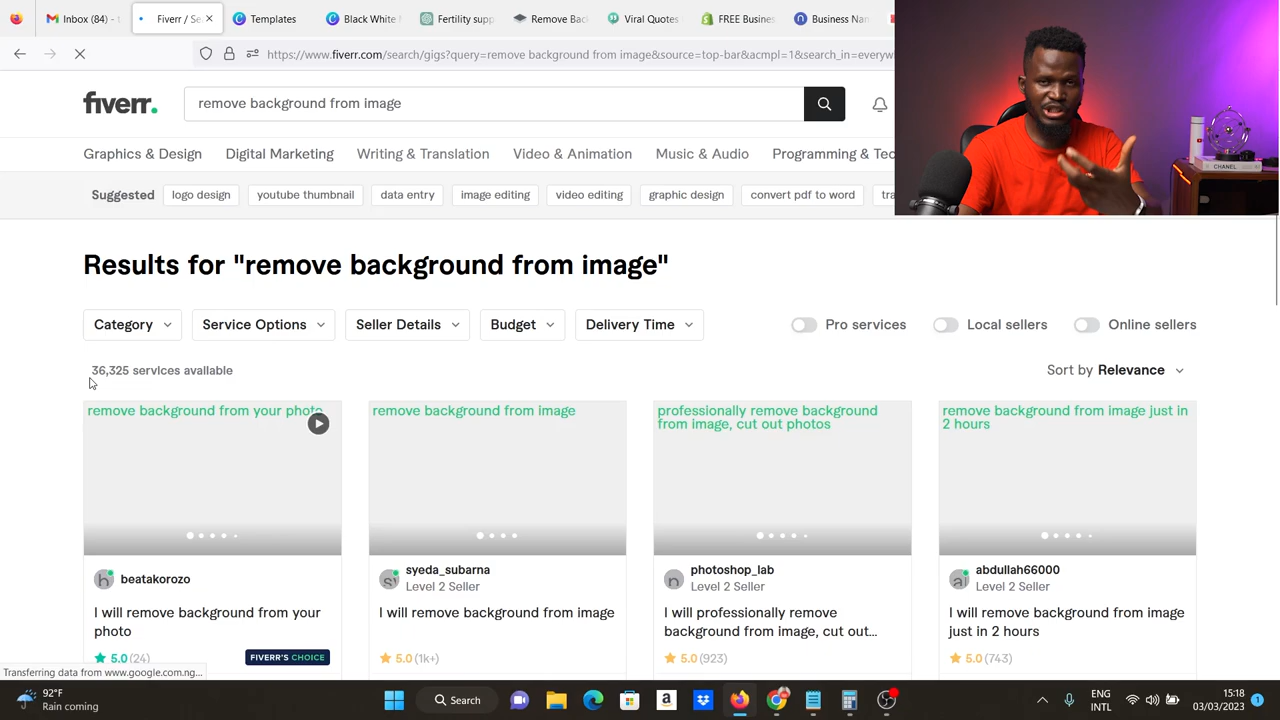 Inbox (84) -
Fiverr / Se
Templates
Black White
Fertility supp
Remove Bac
Viral Quotes
FREE Busines
Business Nan
https://www.fiverr.com/search/gigs?query=remove background from image&source=top-bar&acmpl=1&search_in=everyw
fiverr.
remove background from image
Graphics & Design
Digital Marketing
Writing & Translation
Video & Animation
Music & Audio
Programming & Tec
Suggested
logo design
youtube thumbnail
data entry
image editing
video editing
graphic design
convert pdf to word
tra
CHANEL
Results for "remove background from image"
Category
Service Options
Seller Details
Budget
Delivery Time
Pro services
Local sellers
Online sellers
36,325 services available
Sort by Relevance
remove background from your photo
remove background from image
professionally remove background
from image, cut out photos
remove background from image just in
2 hours
beatakorozo
syeda_subarna
Level 2 Seller
photoshop_lab
Level 2 Seller
abdullah66000
Level 2 Seller
I will remove background from your
photo
I will remove background from image
I will professionally remove
background from image, cut out...
I will remove background from image
just in 2 hours
5.0 (24)
FIVERR'S CHOICE
5.0 (1k+)
5.0 (923)
5.0 (743)
Transferring data from www.google.com.ng...
92°F
Rain coming
Search
ENG
INTL
15:18
03/03/2023
1